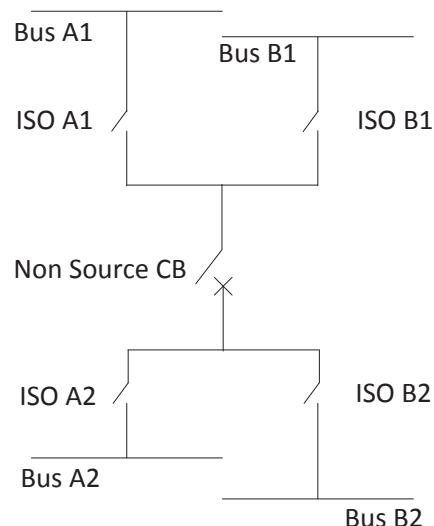 Bus A1
Bus B1
ISO A1
ISO B1
Non Source CB
ISO A2
ISO B2
Bus A2
Bus B2